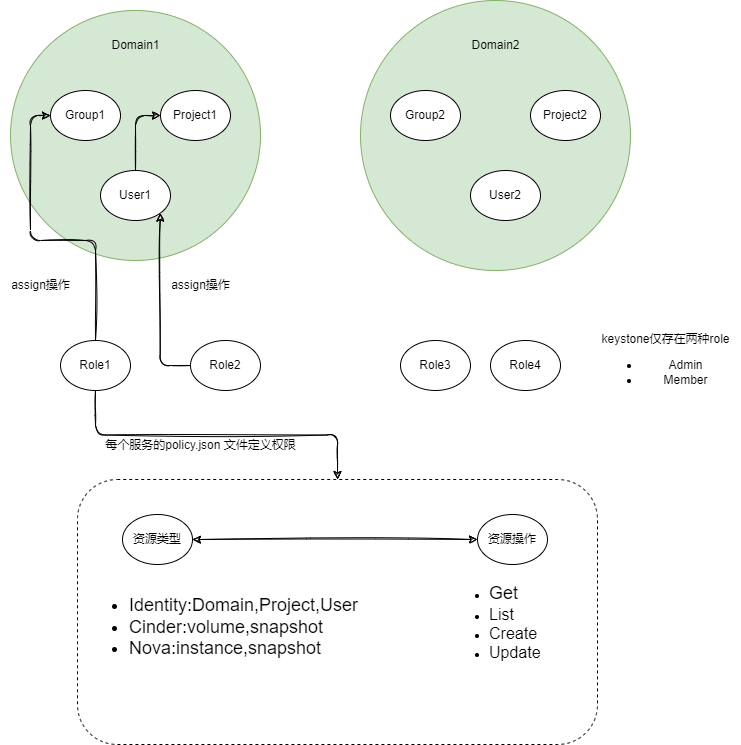 Domain1
Domain2
Group1
Project1
Group2
Project2
User1
User2
assign操作
assign操作
keystone仅存在两种role
Role1
Role2
Role3
Role4
Admin
Member
每个服务的policy.json 文件定义权限
资源类型
资源操作
Identity:Domain,Project,User
Cinder:volume,snapshot
Nova:instance,snapshot
Get
List
Create
Update